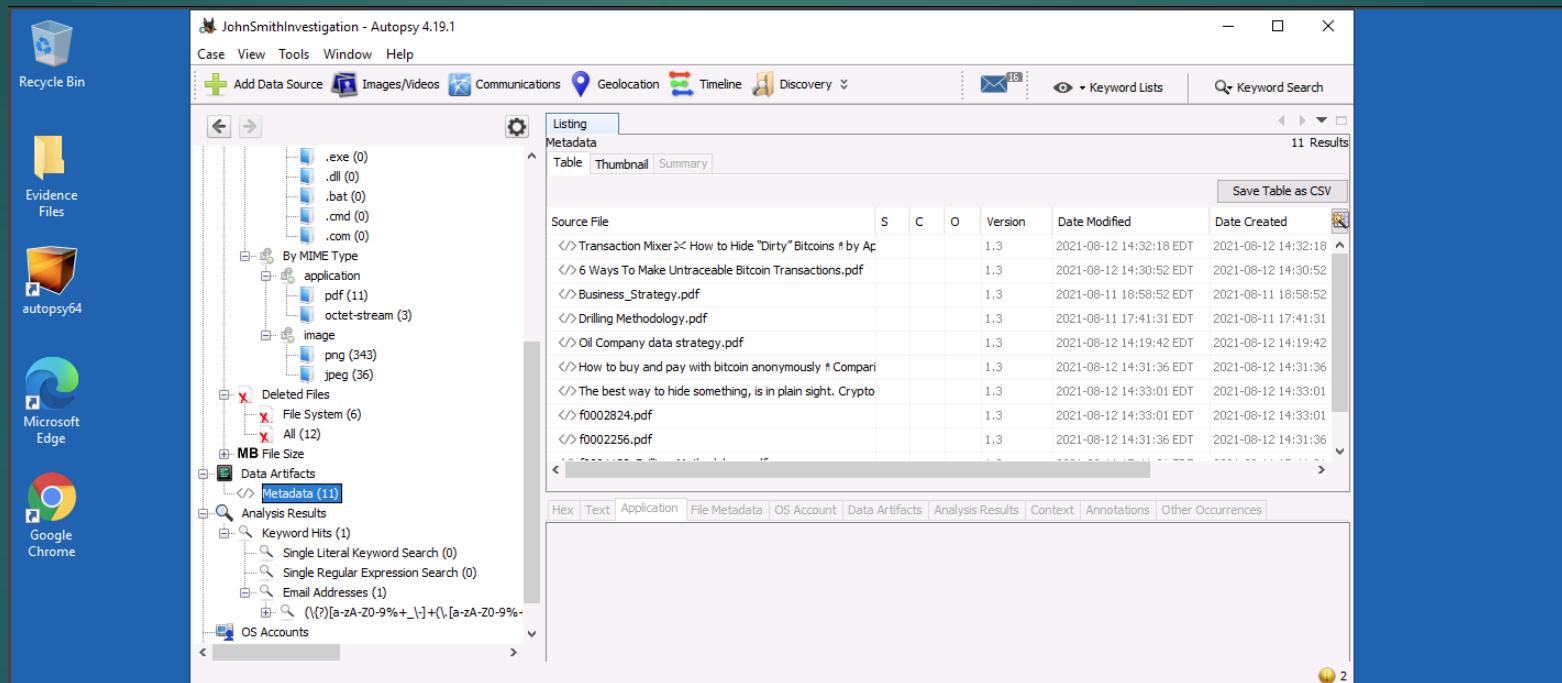 Recycle Bin
Evidence
Files
autopsy64
Microsoft
Edge
Google
Chrome
JohnSmithInvestigation - Autopsy 4.19.1
Case View Tools Window Help
Add Data Source Images/Videos Communications Geolocation Timeline Discovery 16 Keyword Lists Keyword Search
.exe (0)
.dll (0)
.bat (0)
.cmd (0)
.com (0)
By MIME Type
application
pdf (11)
octet-stream (3)
image
png (343)
jpeg (36)
Deleted Files
File System (6)
All (12)
MB File Size
Data Artifacts
Metadata (11)
Analysis Results
Keyword Hits (1)
Single Literal Keyword Search (0)
Single Regular Expression Search (0)
Email Addresses (1)
(\{?)[a-zA-Z0-9%+_\-]+(\.[a-zA-Z0-9%+
OS Accounts
Listing
Metadata 11 Results
Table Thumbnail Summary
Save Table as CSV
Source File S C O Version Date Modified Date Created
Transaction Mixer✂ How to Hide “Dirty” Bitcoins by Ap 1.3 2021-08-12 14:32:18 EDT 2021-08-12 14:32:18
6 Ways To Make Untraceable Bitcoin Transactions.pdf 1.3 2021-08-12 14:30:52 EDT 2021-08-12 14:30:52
Business_Strategy.pdf 1.3 2021-08-11 18:58:52 EDT 2021-08-11 18:58:52
Drilling Methodology.pdf 1.3 2021-08-11 17:41:31 EDT 2021-08-11 17:41:31
Oil Company data strategy.pdf 1.3 2021-08-12 14:19:42 EDT 2021-08-12 14:19:42
How to buy and pay with bitcoin anonymously Compari 1.3 2021-08-12 14:31:36 EDT 2021-08-12 14:31:36
The best way to hide something, is in plain sight. Crypto 1.3 2021-08-12 14:33:01 EDT 2021-08-12 14:33:01
f0002824.pdf 1.3 2021-08-12 14:33:01 EDT 2021-08-12 14:33:01
f0002256.pdf 1.3 2021-08-12 14:31:36 EDT 2021-08-12 14:31:36
Hex Text Application File Metadata OS Account Data Artifacts Analysis Results Context Annotations Other Occurrences
2